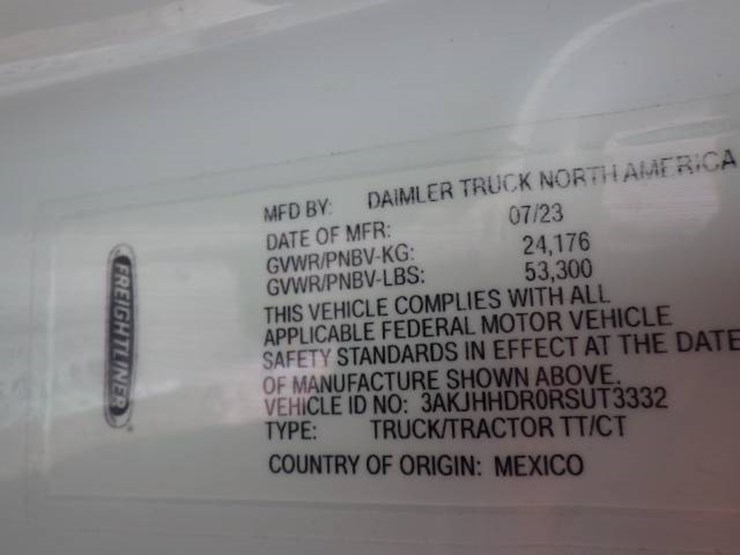 FREIGHTLINER
MFD BY: DAIMLER TRUCK NORTH AMERICA
DATE OF MFR: 07/23
GVWR/PNBV-KG: 24,176
GVWR/PNBV-LBS: 53,300
THIS VEHICLE COMPLIES WITH ALL
APPLICABLE FEDERAL MOTOR VEHICLE
SAFETY STANDARDS IN EFFECT AT THE DATE
OF MANUFACTURE SHOWN ABOVE.
VEHICLE ID NO: 3AKJHHDR0RSUT3332
TYPE: TRUCK/TRACTOR TT/CT
COUNTRY OF ORIGIN: MEXICO